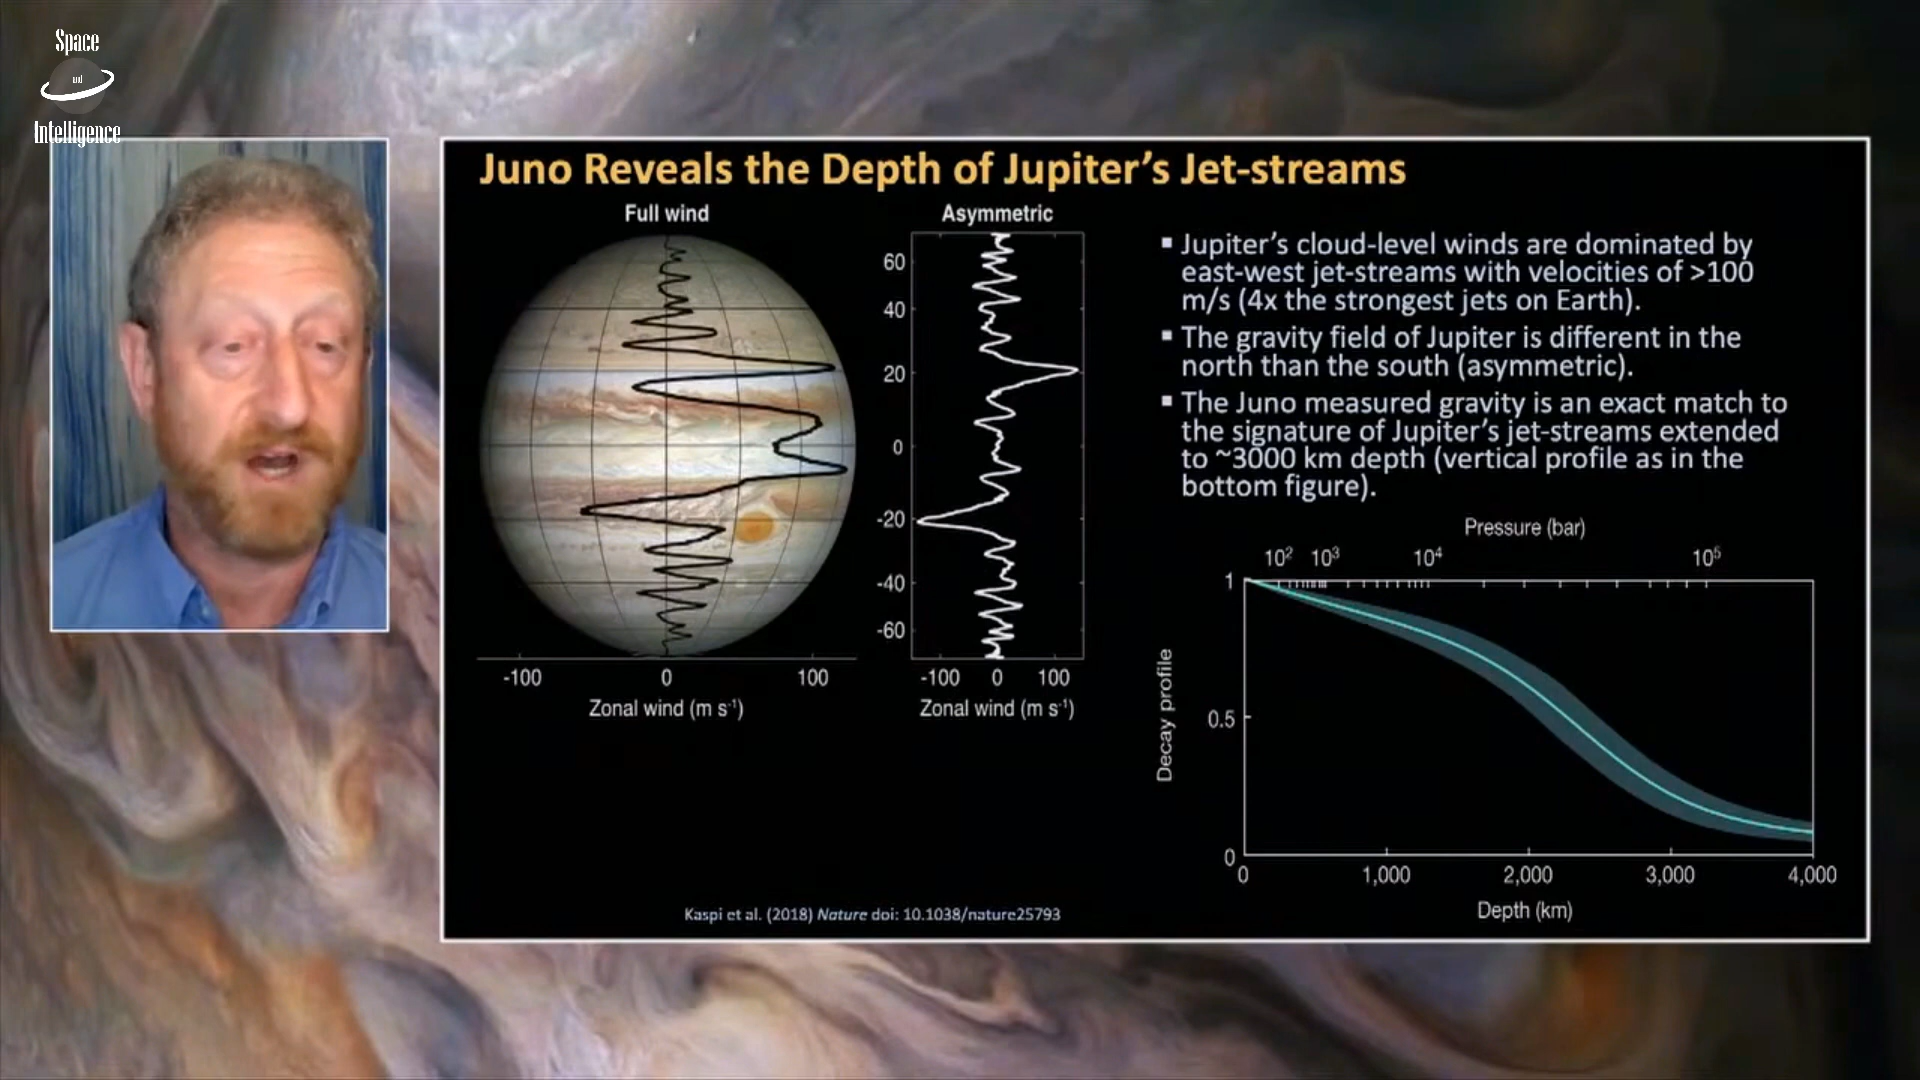 Space
and
Intelligence
Juno Reveals the Depth of Jupiter's Jet-streams
Full wind
Asymmetric
60
40
20
0
-20
-40
-60
-100 0 100
Zonal wind (m s⁻¹)
-100 0 100
Zonal wind (m s⁻¹)
▪ Jupiter's cloud-level winds are dominated by
east-west jet-streams with velocities of >100
m/s (4x the strongest jets on Earth).
▪ The gravity field of Jupiter is different in the
north than the south (asymmetric).
▪ The Juno measured gravity is an exact match to
the signature of Jupiter's jet-streams extended
to ~3000 km depth (vertical profile as in the
bottom figure).
Pressure (bar)
10² 10³ 10⁴ 10⁵
1
0.5
0
Decay profile
0 1,000 2,000 3,000 4,000
Depth (km)
Kaspi et al. (2018) Nature doi: 10.1038/nature25793